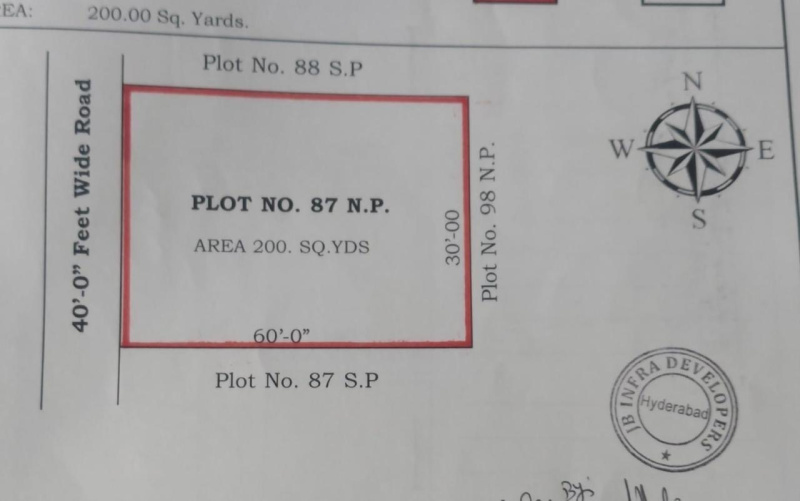 EA: 200.00 Sq. Yards.
Plot No. 88 S.P
40'-0" Feet Wide Road
PLOT NO. 87 N.P.
AREA 200. SQ.YDS
30'-00
Plot No. 98 N.P.
60'-0"
Plot No. 87 S.P
N
W
E
S
JB INFRA DEVELOPERS
Hyderabad
By: